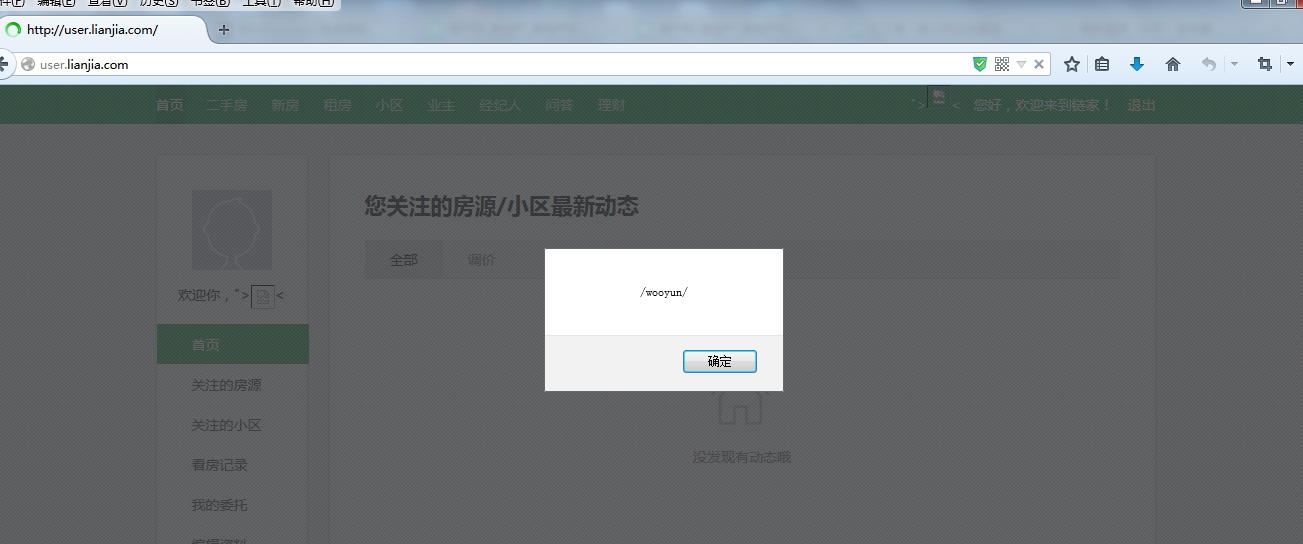 件(F) 编辑(E) 查看(V) 历史(S) 书签(B) 工具(T) 帮助(H)
http://user.lianjia.com/
user.lianjia.com
首页 二手房 新房 租房 小区 业主 经纪人 问答 理财 "> < 您好，欢迎来到链家！ 退出
您关注的房源/小区最新动态
全部 调价
/wooyun/
确定
欢迎你，"> <
首页
关注的房源
关注的小区
看房记录
我的委托
编辑资料
没发现有动态哦